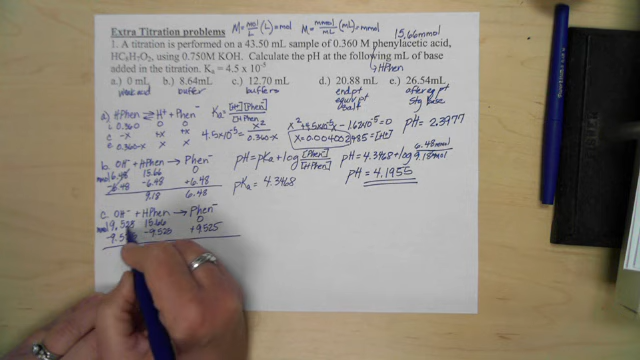 Extra Titration problems M = mol/L (L) = mol M = mmol/mL (mL) = mmol
15.66mmol
1. A titration is performed on a 43.50 mL sample of 0.360 M phenylacetic acid,
HC₈H₇O₂, using 0.750M KOH. Calculate the pH at the following mL of base
added in the titration. Ka = 4.5 x 10⁻⁵ → HPhen
a.) 0 mL b.) 8.64mL c.) 12.70 mL d.) 20.88 mL e.) 26.54mL
weak acid buffer buffers endpt after eq pt
equiv pt stg base
a) HPhen ⇌ H⁺ + Phen⁻ Ka = [H⁺][Phen⁻]/[HPhen]
I 0.360 0 0
C -x +x +x
E 0.360-x x x
4.5x10⁻⁵ = x²/0.360-x
x² + 4.5x10⁻⁵x - 1.62x10⁻⁵ = 0
x = 0.004002485 = [H⁺]
pH = 2.3977
b. OH⁻ + HPhen → Phen⁻
mmol 6.48 15.66 0
-6.48 -6.48 +6.48
9.18 6.48
pH = pKa + log [Phen⁻]/[HPhen]
pKa = 4.3468
pH = 4.3468 + log 6.48mmol/9.18mmol
pH = 4.1955
c. OH⁻ + HPhen → Phen⁻
mmol 9.525 15.66 0
-9.525 +9.525